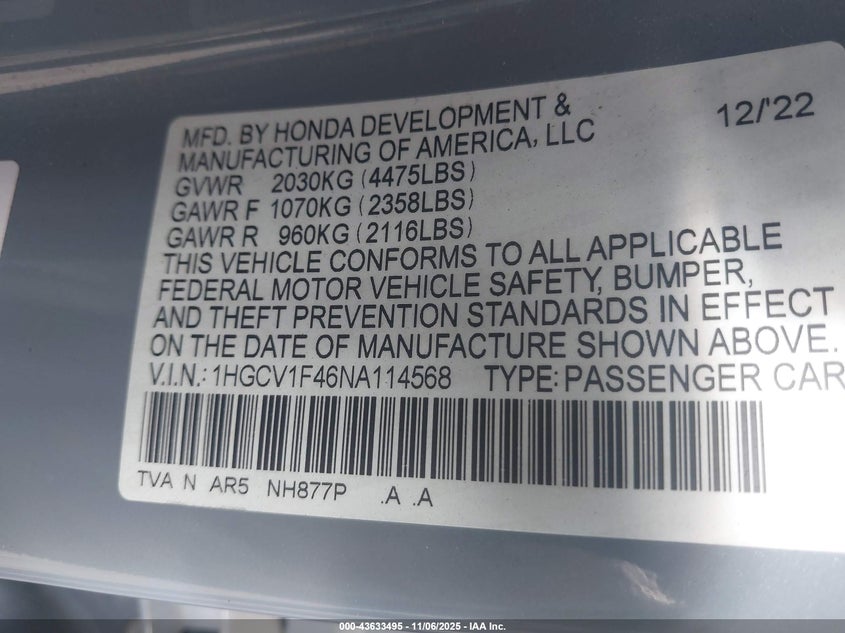 MFD. BY HONDA DEVELOPMENT & 12/'22
MANUFACTURING OF AMERICA, LLC
GVWR 2030KG (4475LBS)
GAWR F 1070KG (2358LBS)
GAWR R 960KG (2116LBS)
THIS VEHICLE CONFORMS TO ALL APPLICABLE
FEDERAL MOTOR VEHICLE SAFETY, BUMPER,
AND THEFT PREVENTION STANDARDS IN EFFECT
ON THE DATE OF MANUFACTURE SHOWN ABOVE.
V.I.N.: 1HGCV1F46NA114568 TYPE: PASSENGER CAR
TVA N AR5 NH877P .A .A
000-43633495 - 11/06/2025 - IAA Inc.